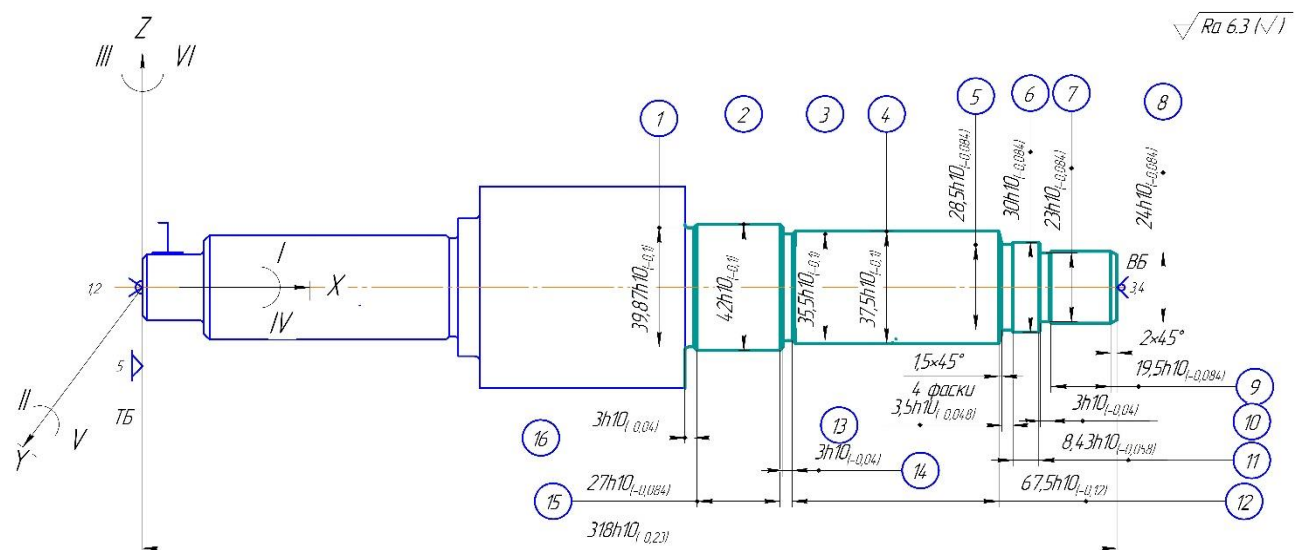 Z
III VI
√ Ra 6.3 (√)
1 2 3 4 5 6 7 8
39,87h10(-0,1)
42h10(-0,1)
35,5h10(-0,1)
37,5h10(-0,1)
28,5h10(-0,084)
30h10(-0,084)
23h10(-0,084)
24h10(-0,084)
I
X
IV
1,2
ВБ
3,4
5
ТБ
II
V
Y
2×45°
1,5×45°
4 фаски
19,5h10(-0,084)
9
3,5h10(-0,048)
3h10(-0,04)
10
16
3h10(-0,04)
13
8,43h10(-0,058)
11
3h10(-0,04)
14
15
27h10(-0,084)
67,5h10(-0,12)
12
318h10(-0,23)